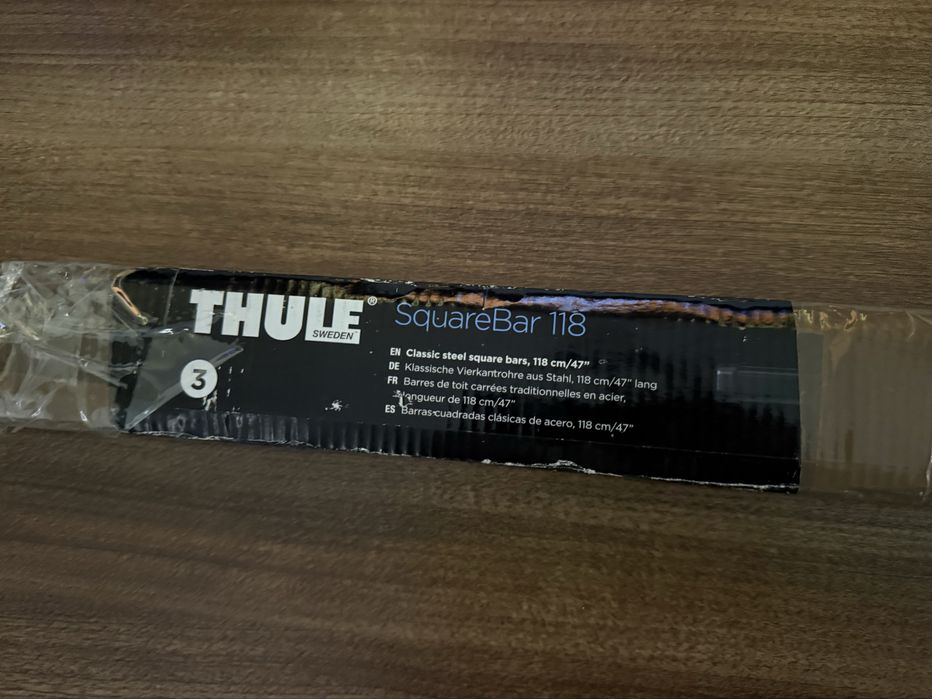 THULE®
SWEDEN™
SquareBar 118
3
EN Classic steel square bars, 118 cm/47"
DE Klassische Vierkantrohre aus Stahl, 118 cm/47" lang
FR Barres de toit carrées traditionnelles en acier,
longueur de 118 cm/47"
ES Barras cuadradas clásicas de acero, 118 cm/47"